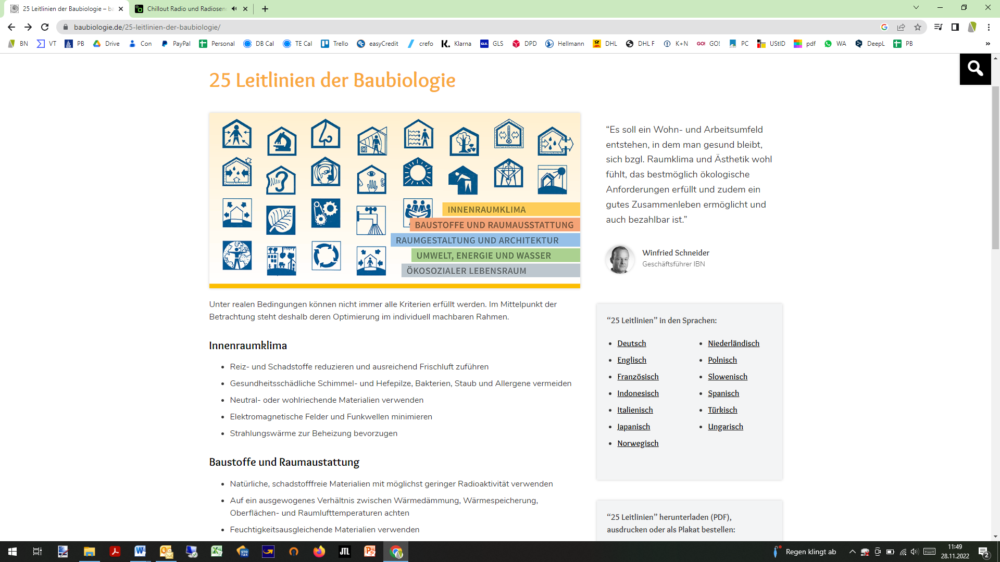 25 Leitlinien der Baubiologie – ba
Chillout Radio und Radiosen
baubiologie.de/25-leitlinien-der-baubiologie/
BN VT PB Drive Con PayPal Personal DB Cal TE Cal Trello easyCredit crefo Klarna GLS DPD Hellmann DHL DHL F K+N GO! PC UStID pdf WA DeepL PB »
25 Leitlinien der Baubiologie
INNENRAUMKLIMA
BAUSTOFFE UND RAUMAUSSTATTUNG
RAUMGESTALTUNG UND ARCHITEKTUR
UMWELT, ENERGIE UND WASSER
ÖKOSOZIALER LEBENSRAUM
Unter realen Bedingungen können nicht immer alle Kriterien erfüllt werden. Im Mittelpunkt der
Betrachtung steht deshalb deren Optimierung im individuell machbaren Rahmen.
Innenraumklima
• Reiz- und Schadstoffe reduzieren und ausreichend Frischluft zuführen
• Gesundheitsschädliche Schimmel- und Hefepilze, Bakterien, Staub und Allergene vermeiden
• Neutral- oder wohlriechende Materialien verwenden
• Elektromagnetische Felder und Funkwellen minimieren
• Strahlungswärme zur Beheizung bevorzugen
Baustoffe und Raumaustattung
• Natürliche, schadstofffreie Materialien mit möglichst geringer Radioaktivität verwenden
• Auf ein ausgewogenes Verhältnis zwischen Wärmedämmung, Wärmespeicherung,
Oberflächen- und Raumlufttemperaturen achten
• Feuchtigkeitsausgleichende Materialien verwenden
“Es soll ein Wohn- und Arbeitsumfeld
entstehen, in dem man gesund bleibt,
sich bzgl. Raumklima und Ästhetik wohl
fühlt, das bestmöglich ökologische
Anforderungen erfüllt und zudem ein
gutes Zusammenleben ermöglicht und
auch bezahlbar ist.”
Winfried Schneider
Geschäftsführer IBN
“25 Leitlinien” in den Sprachen:
• Deutsch
• Englisch
• Französisch
• Indonesisch
• Italienisch
• Japanisch
• Norwegisch
• Niederländisch
• Polnisch
• Slowenisch
• Spanisch
• Türkisch
• Ungarisch
“25 Leitlinien” herunterladen (PDF),
ausdrucken oder als Plakat bestellen:
JTL
Regen klingt ab
11:49
28.11.2022
2